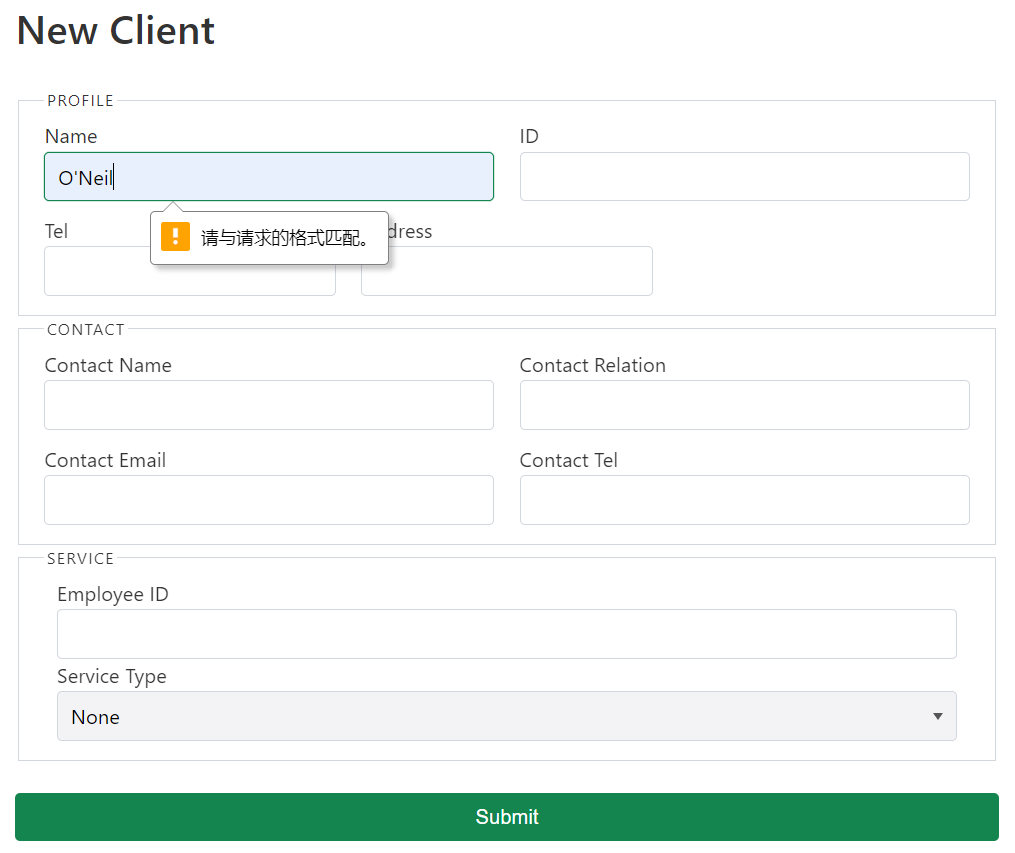 New Client
PROFILE
Name
ID
O'Neil
Tel
dress
请与请求的格式匹配。
CONTACT
Contact Name
Contact Relation
Contact Email
Contact Tel
SERVICE
Employee ID
Service Type
None
Submit